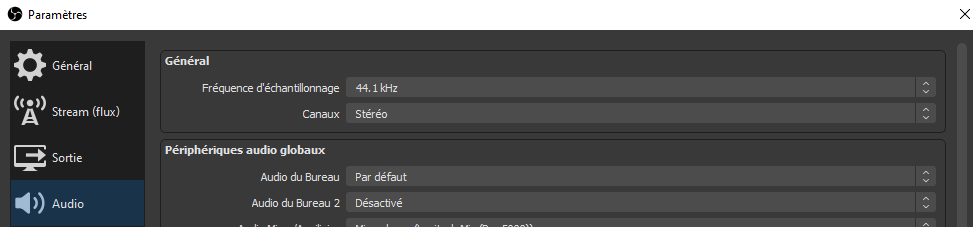 Paramètres
Général
Stream (flux)
Sortie
Audio
Général
Fréquence d'échantillonnage 44.1 kHz
Canaux Stéréo
Périphériques audio globaux
Audio du Bureau Par défaut
Audio du Bureau 2 Désactivé